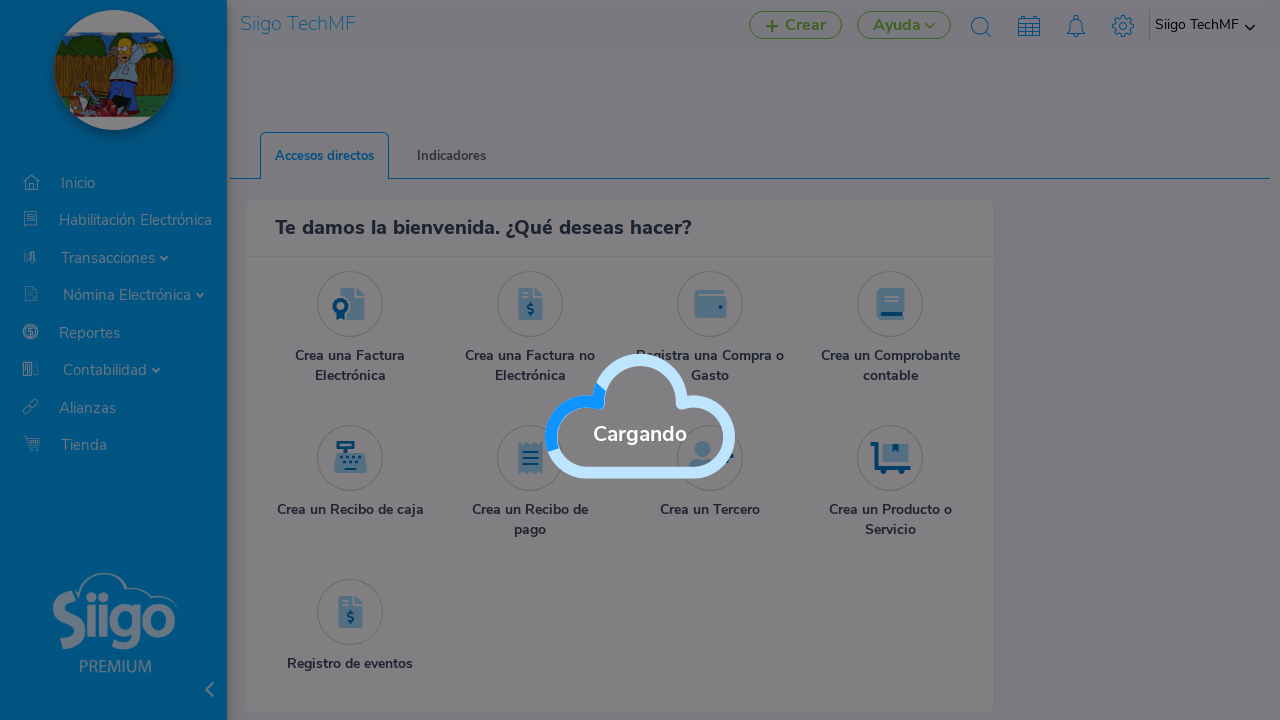 Siigo TechMF
Crear
Ayuda
Siigo TechMF
Inicio
Habilitación Electrónica
Transacciones
Nómina Electrónica
Reportes
Contabilidad
Alianzas
Tienda
Siigo
PREMIUM
Accesos directos
Indicadores
Te damos la bienvenida. ¿Qué deseas hacer?
Crea una Factura
Electrónica
Crea una Factura no
Electrónica
Registra una Compra o
Gasto
Crea un Comprobante
contable
Cargando
Crea un Recibo de caja
Crea un Recibo de
pago
Crea un Tercero
Crea un Producto o
Servicio
Registro de eventos